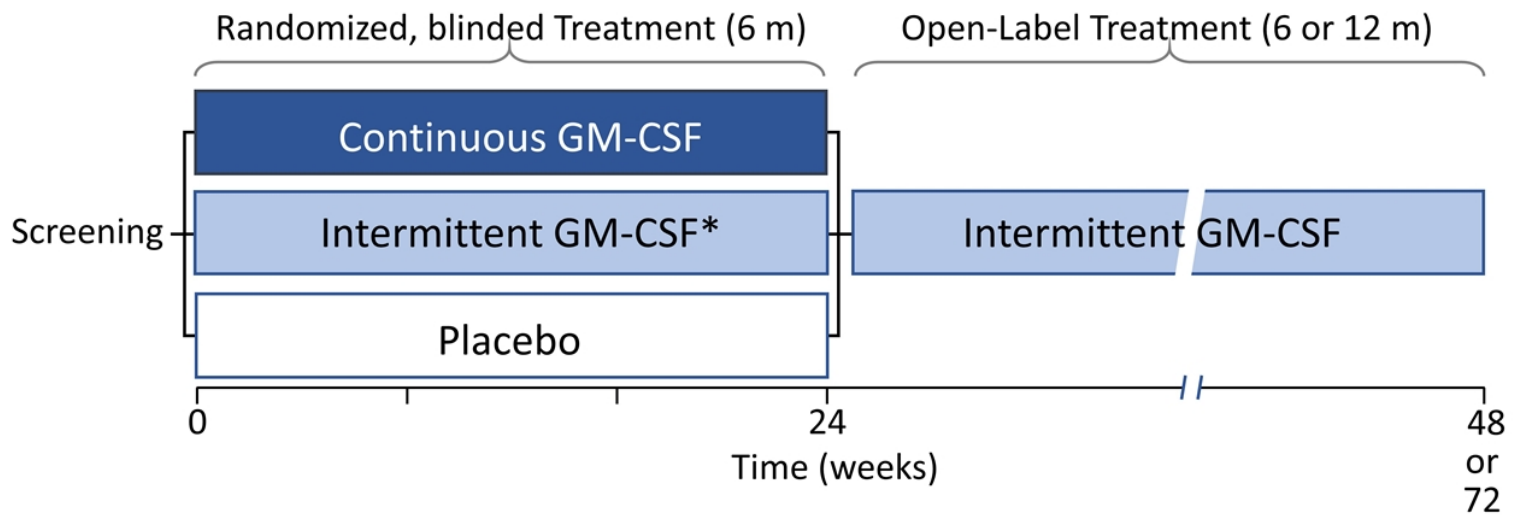 Randomized, blinded Treatment (6 m)
Open-Label Treatment (6 or 12 m)
Continuous GM-CSF
Screening
Intermittent GM-CSF*
Intermittent GM-CSF
Placebo
0
24
48
or
72
Time (weeks)